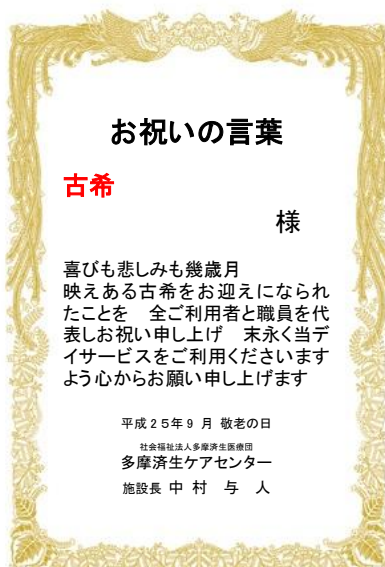 お祝いの言葉
古希
様
喜びも悲しみも幾歳月
映えある古希をお迎えになられ
たことを　全ご利用者と職員を代
表しお祝い申し上げ　末永く当デ
イサービスをご利用くださいます
よう心からお願い申し上げます
平成２５年９月 敬老の日
社会福祉法人多摩済生医療団
多摩済生ケアセンター
施設長 中 村　与　人